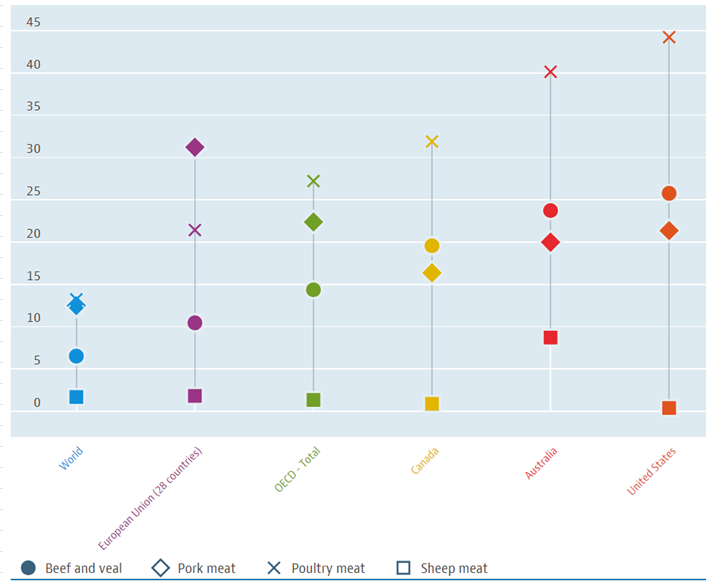 45
40
35
30
25
20
15
10
5
0
World
European Union (28 countries)
OECD - Total
Canada
Australia
United States
Beef and veal Pork meat Poultry meat Sheep meat